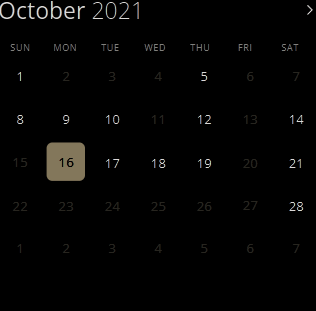 October 2021
SUN MON TUE WED THU FRI SAT
1 2 3 4 5 6 7
8 9 10 11 12 13 14
15 16 17 18 19 20 21
22 23 24 25 26 27 28
1 2 3 4 5 6 7